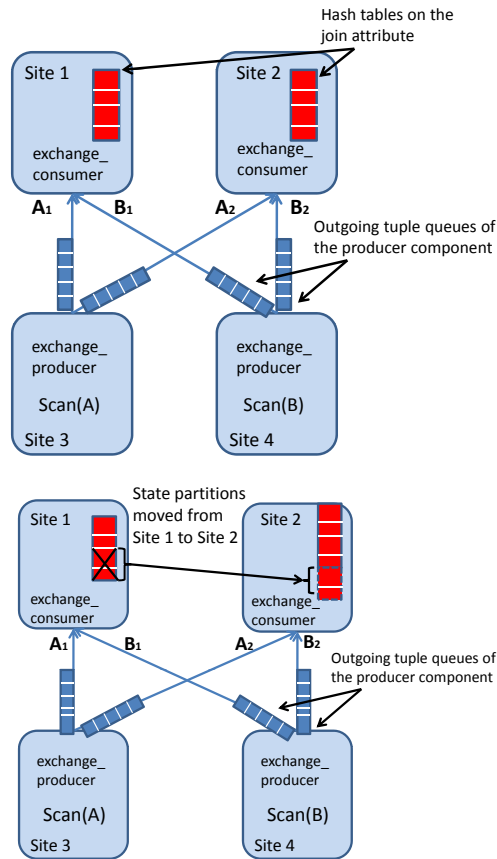 Hash tables on the
join attribute
Site 1
Site 2
exchange_
consumer
exchange_
consumer
A1
B1
A2
B2
Outgoing tuple queues of
the producer component
exchange_
producer
exchange_
producer
Scan(A)
Scan(B)
Site 3
Site 4
State partitions
moved from
Site 1 to Site 2
Site 1
Site 2
exchange_
consumer
exchange_
consumer
A1
B1
A2
B2
Outgoing tuple queues
of the producer component
exchange_
producer
exchange_
producer
Scan(A)
Scan(B)
Site 3
Site 4